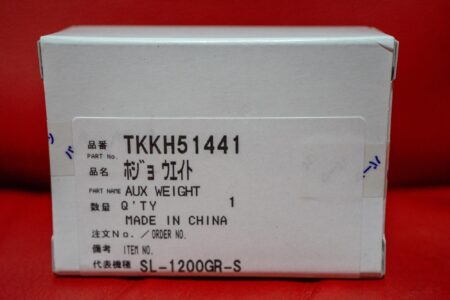 品番 TKKH51441
PART No.
品名 ホジョ ウエイト
PART NAME AUX WEIGHT
数量 Q'TY 1
MADE IN CHINA
注文No. / ORDER NO.
備考 ITEM NO.
代表機種 SL-1200GR-S